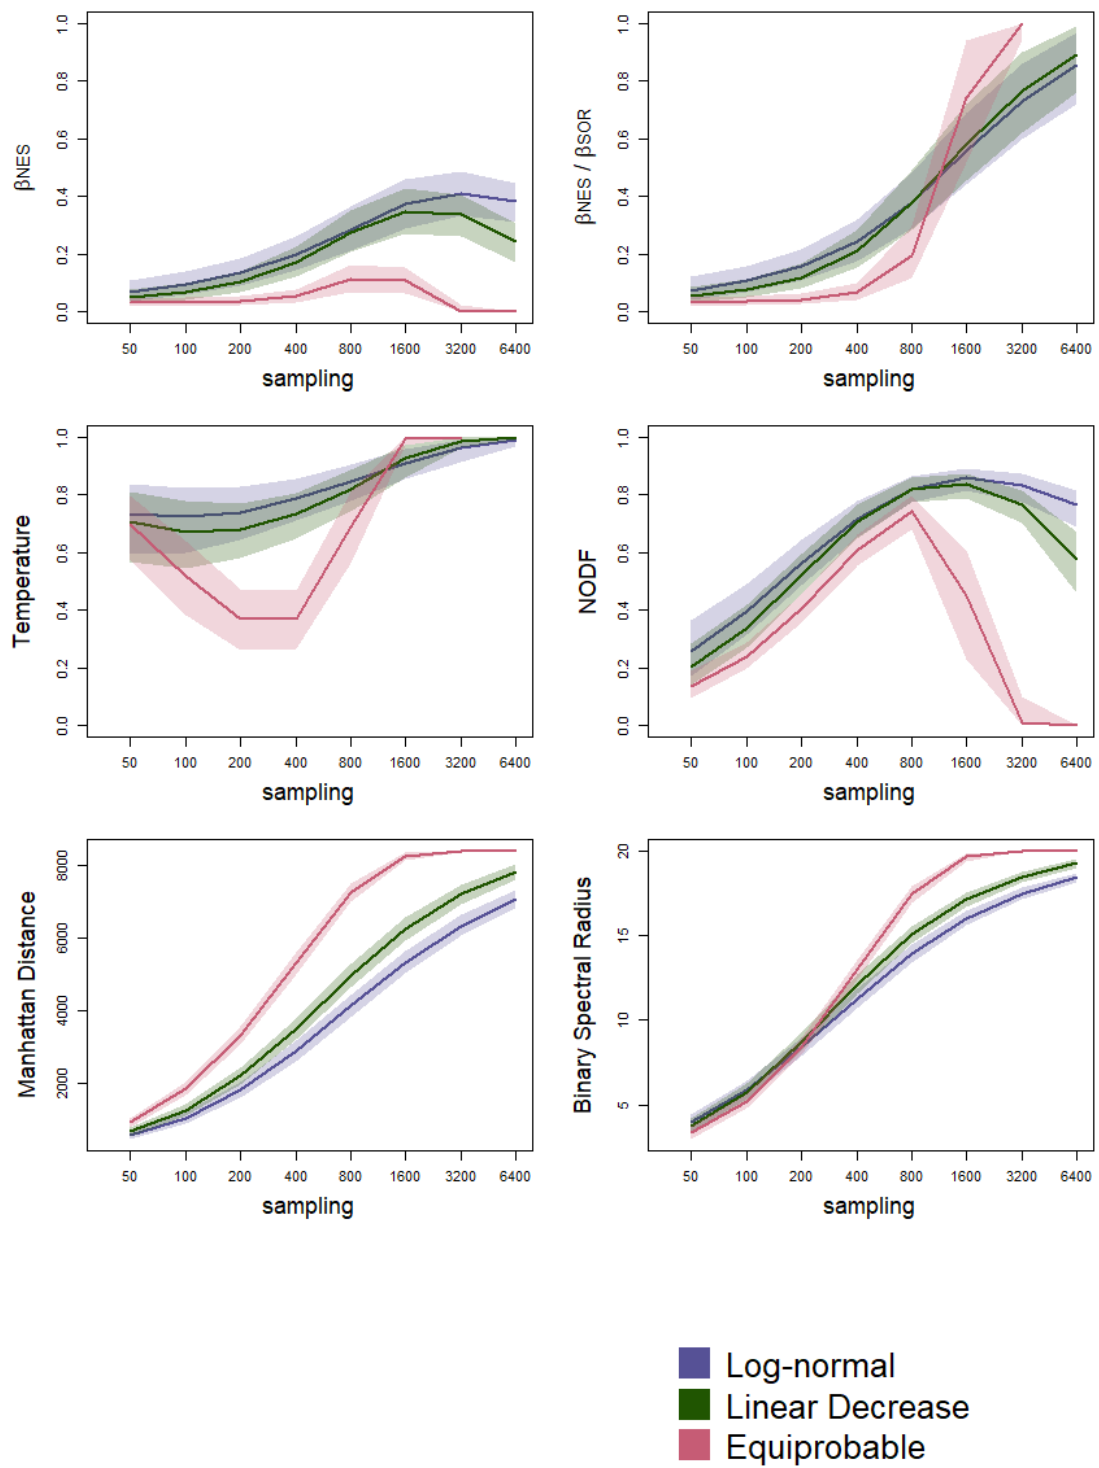 βNES
1.0
0.8
0.6
0.4
0.2
0.0
50 100 200 400 800 1600 3200 6400
sampling
βNES / βSOR
1.0
0.8
0.6
0.4
0.2
0.0
50 100 200 400 800 1600 3200 6400
sampling
Temperature
1.0
0.8
0.6
0.4
0.2
0.0
50 100 200 400 800 1600 3200 6400
sampling
NODF
1.0
0.8
0.6
0.4
0.2
0.0
50 100 200 400 800 1600 3200 6400
sampling
Manhattan Distance
8000
6000
4000
2000
50 100 200 400 800 1600 3200 6400
sampling
Binary Spectral Radius
20
15
10
5
50 100 200 400 800 1600 3200 6400
sampling
Log-normal
Linear Decrease
Equiprobable